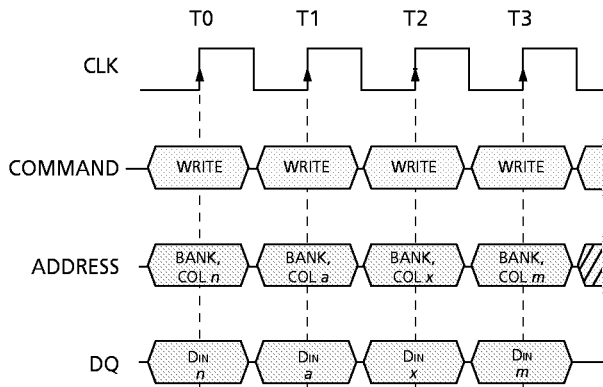 T0 T1 T2 T3
CLK
COMMAND WRITE WRITE WRITE WRITE
ADDRESS
BANK, COL n
BANK, COL a
BANK, COL x
BANK, COL m
DQ
DIN n
DIN a
DIN x
DIN m